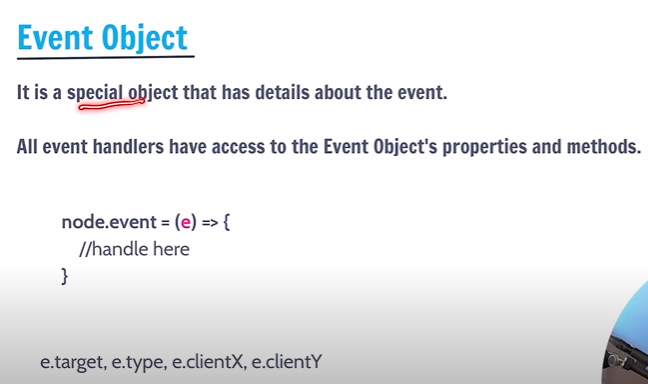 Event Object
It is a special object that has details about the event.
All event handlers have access to the Event Object's properties and methods.
node.event = (e) => {
//handle here
}
e.target, e.type, e.clientX, e.clientY